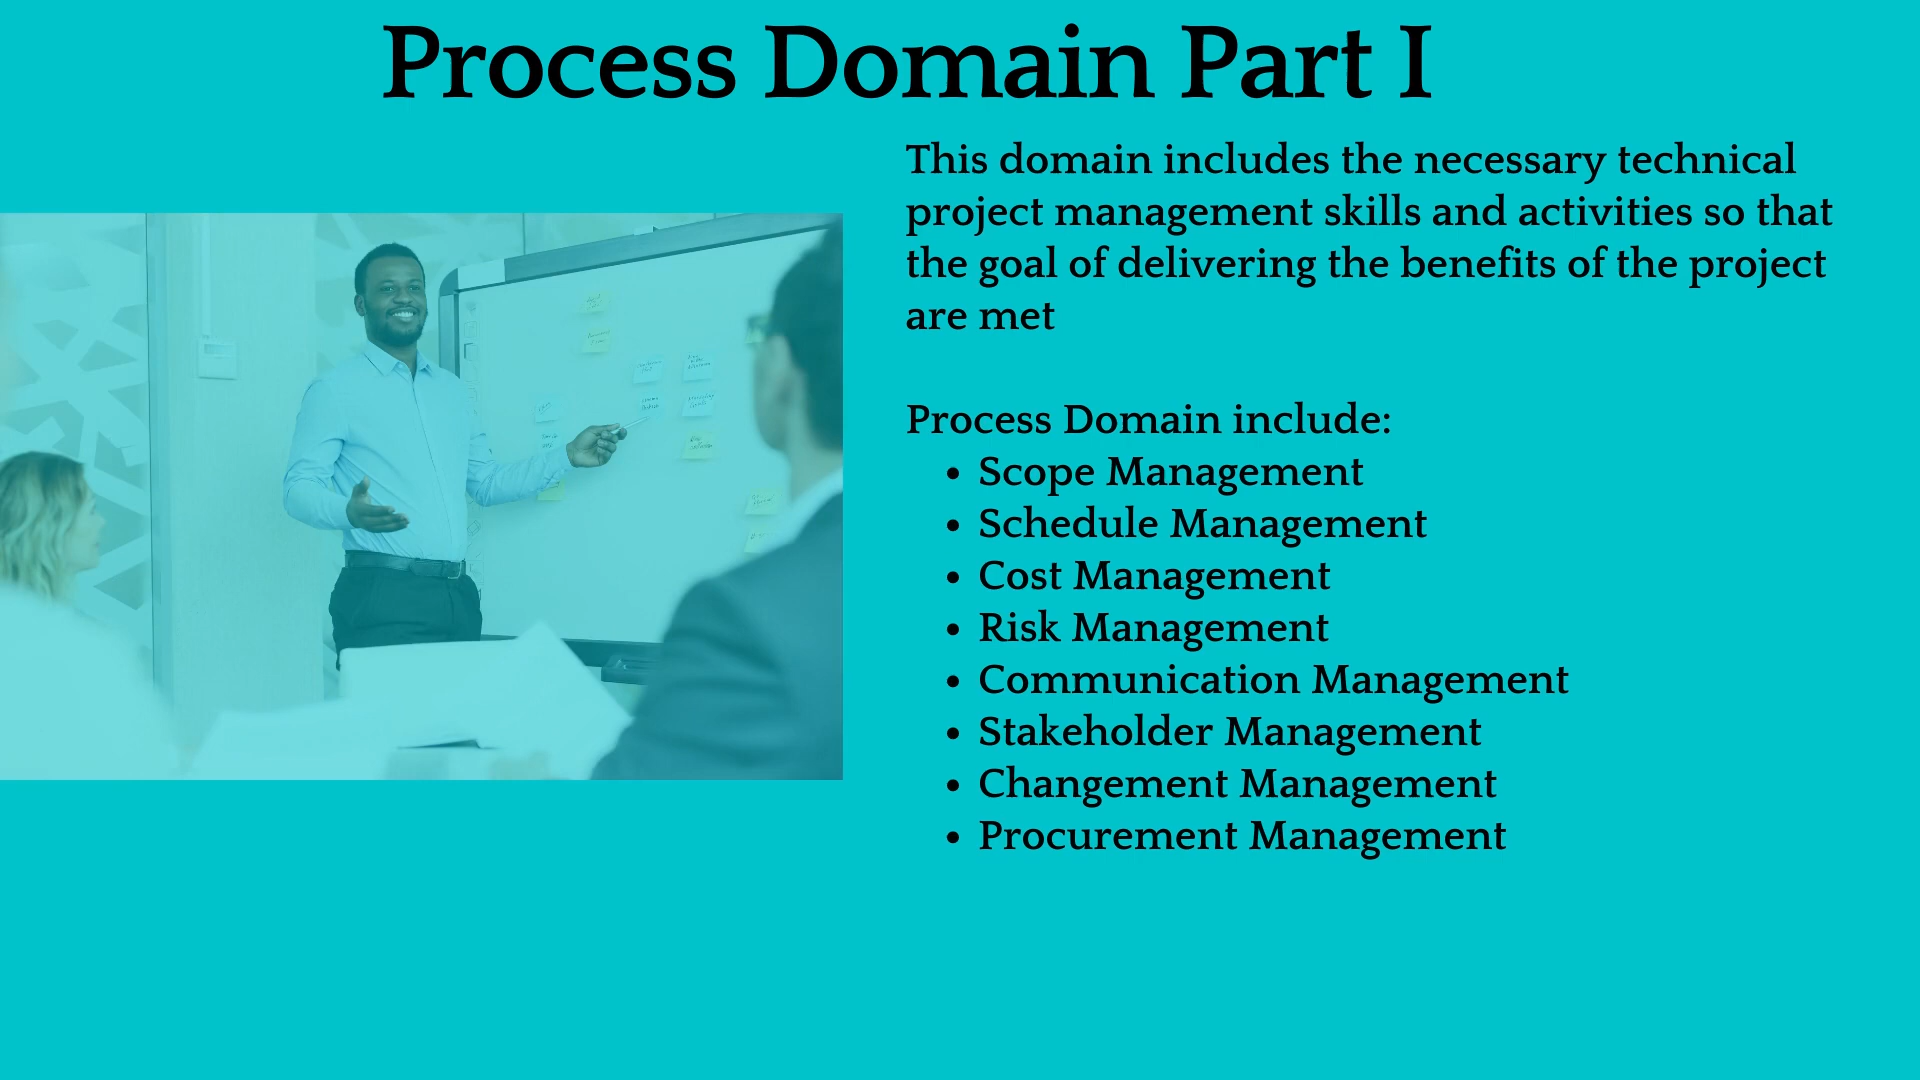 Process Domain Part I
This domain includes the necessary technical
project management skills and activities so that
the goal of delivering the benefits of the project
are met
Process Domain include:
• Scope Management
• Schedule Management
• Cost Management
• Risk Management
• Communication Management
• Stakeholder Management
• Changement Management
• Procurement Management